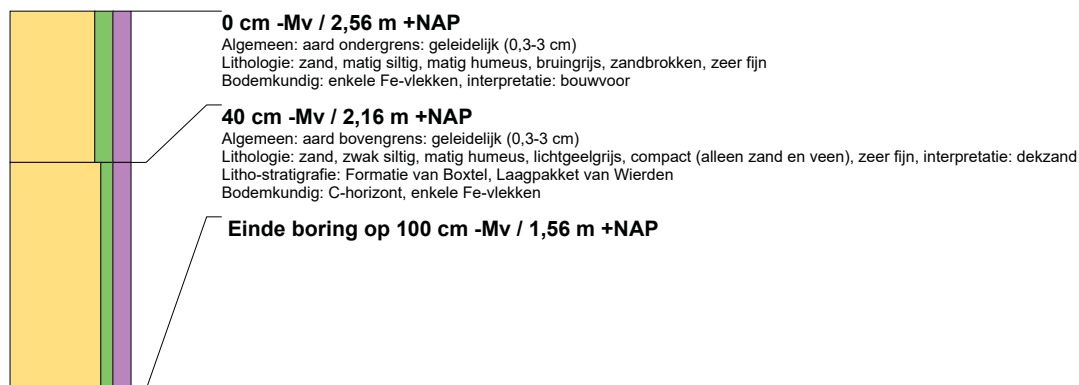 0 cm -Mv / 2,56 m +NAP
Algemeen: aard ondergrens: geleidelijk (0,3-3 cm)
Lithologie: zand, matig siltig, matig humeus, bruingrijs, zandbrokken, zeer fijn
Bodemkundig: enkele Fe-vlekken, interpretatie: bouwvoor
40 cm -Mv / 2,16 m +NAP
Algemeen: aard bovengrens: geleidelijk (0,3-3 cm)
Lithologie: zand, zwak siltig, matig humeus, lichtgeelgrijs, compact (alleen zand en veen), zeer fijn, interpretatie: dekzand
Litho-stratigrafie: Formatie van Boxtel, Laagpakket van Wierden
Bodemkundig: C-horizont, enkele Fe-vlekken
Einde boring op 100 cm -Mv / 1,56 m +NAP